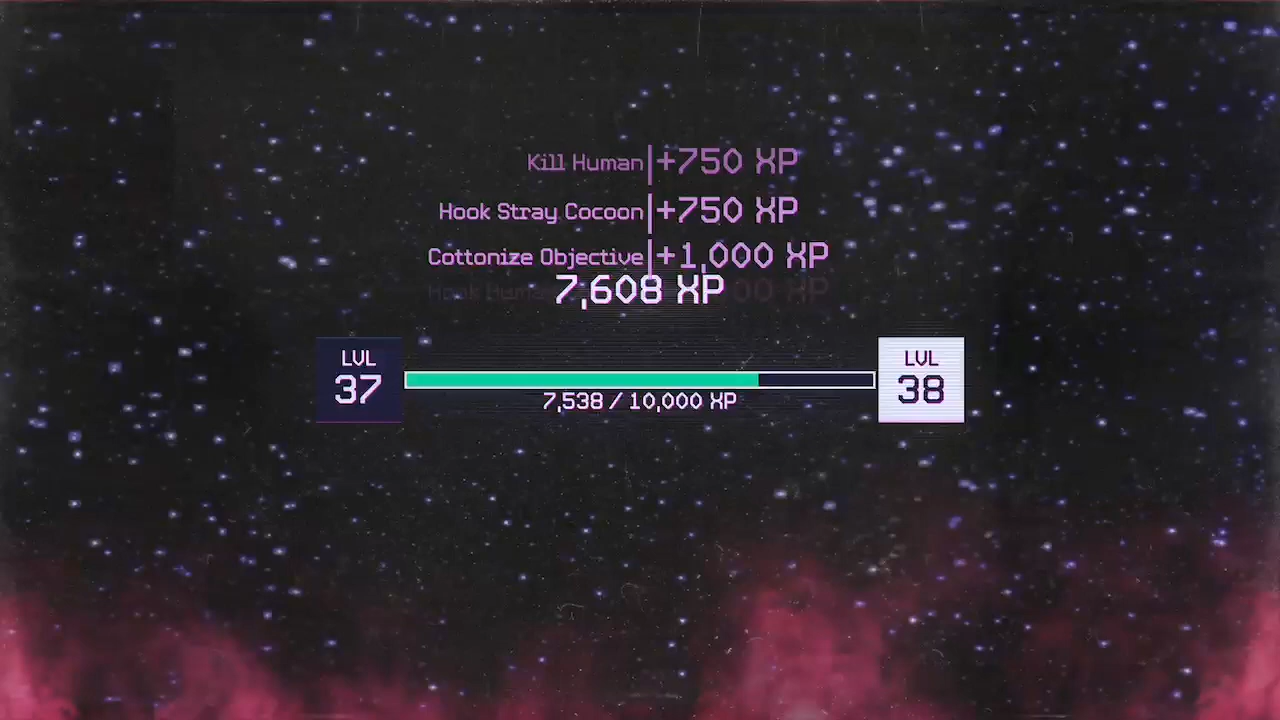 Kill Human +750 XP
Hook Stray Cocoon +750 XP
Cottonize Objective +1,000 XP
7,608 XP
LVL
37
LVL
38
7,538 / 10,000 XP